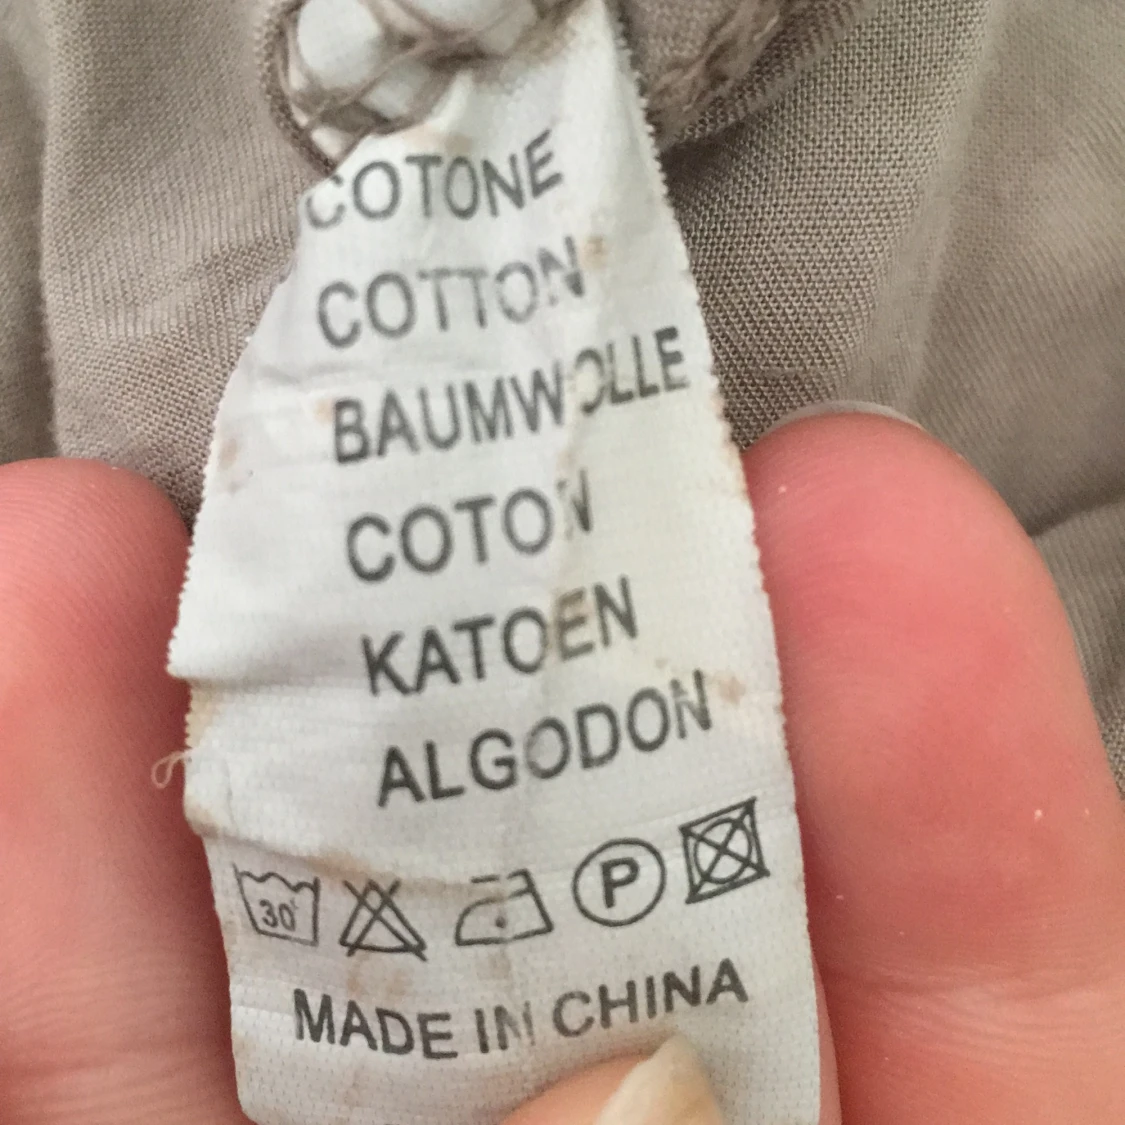 COTONE
COTTON
BAUMWOLLE
COTON
KATOEN
ALGODON
30° P
MADE IN CHINA